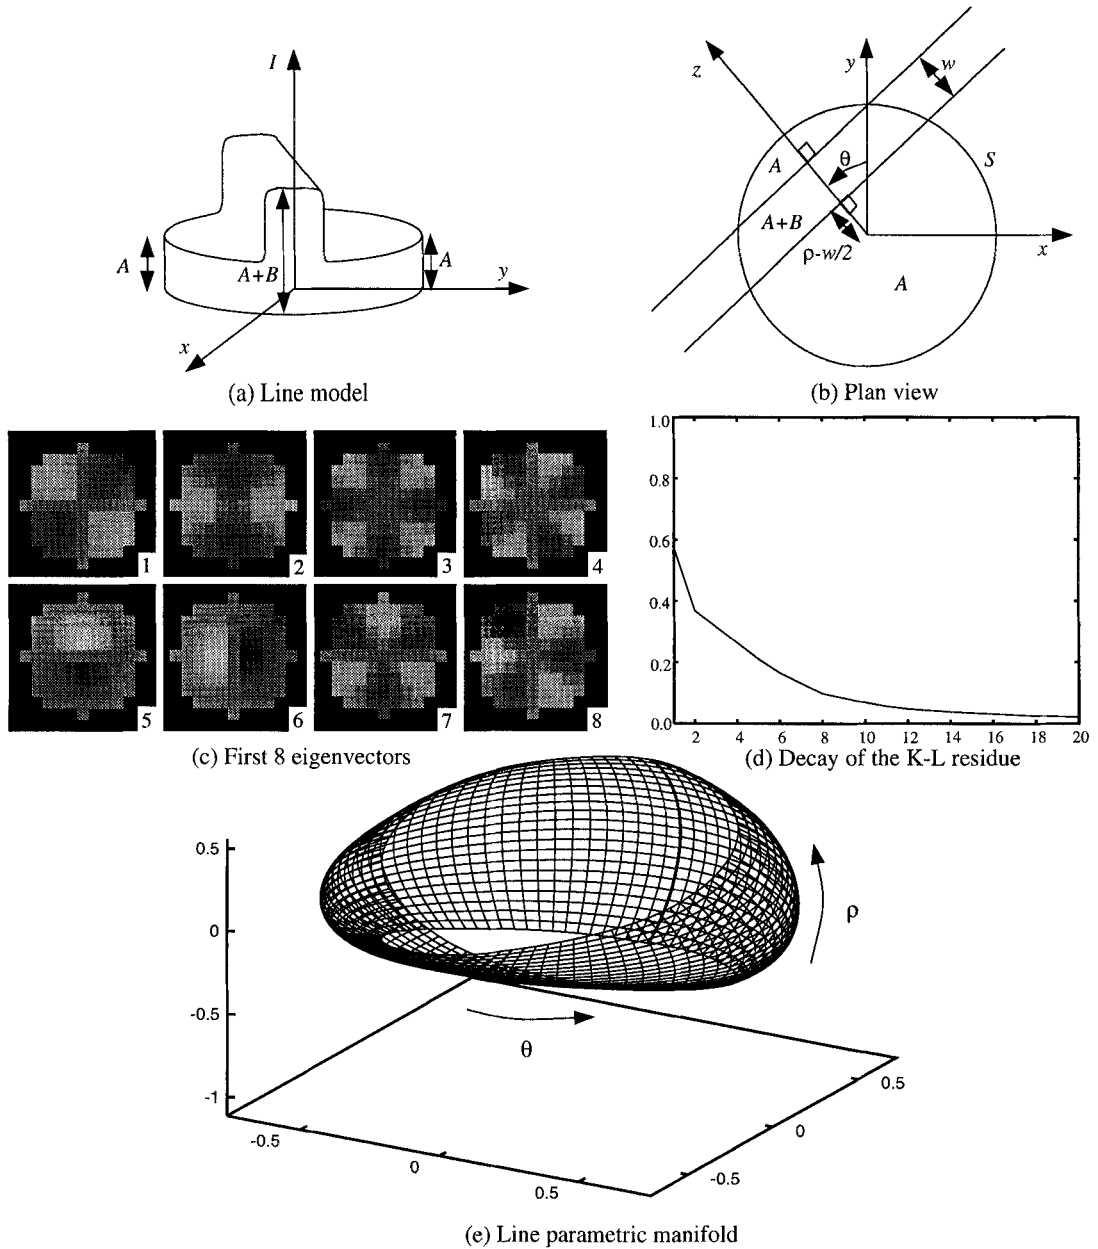 I
A
A+B
A
y
x
(a) Line model
z
y
w
θ
S
A
A+B
ρ-w/2
x
A
(b) Plan view
1 2 3 4
5 6 7 8
(c) First 8 eigenvectors
1.0
0.8
0.6
0.4
0.2
0.0
2 4 6 8 10 12 14 16 18 20
(d) Decay of the K-L residue
0.5
0
-0.5
-1
ρ
θ
-0.5
0
0.5
-0.5
0
0.5
(e) Line parametric manifold